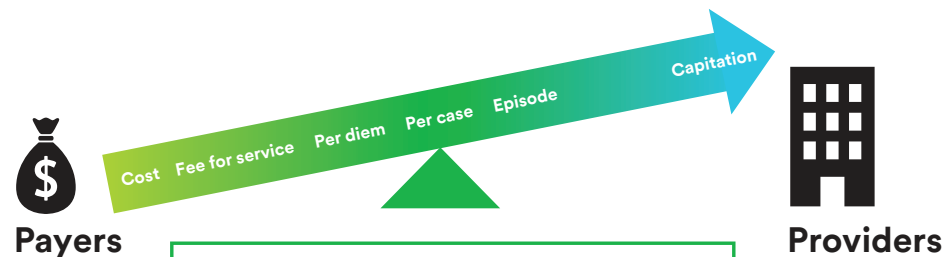 Cost Fee for service Per diem Per case Episode Capitation
$
Payers
Providers